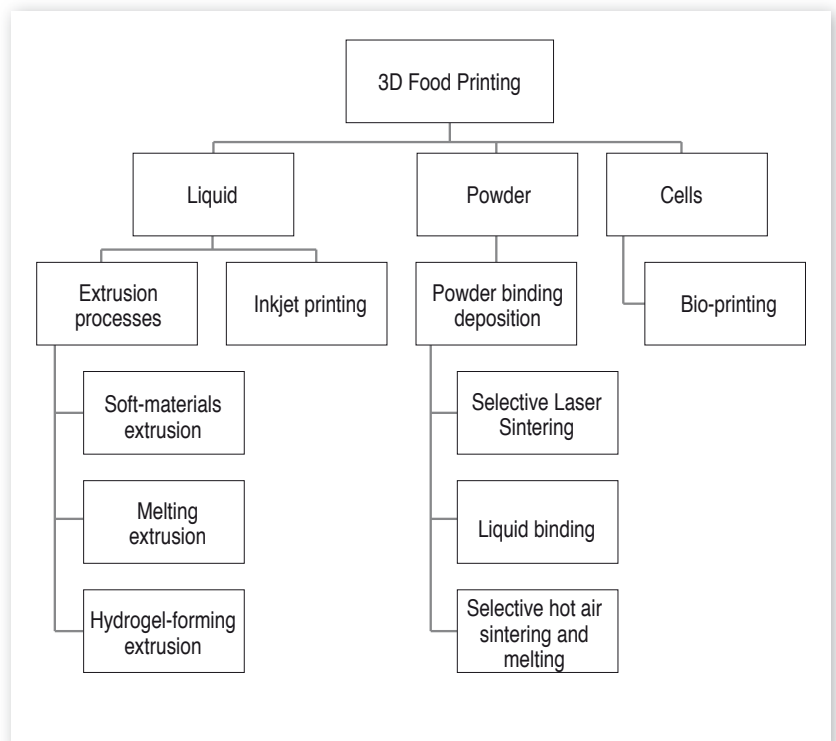 3D Food Printing
Liquid
Powder
Cells
Extrusion
processes
Inkjet printing
Powder binding
deposition
Bio-printing
Soft-materials
extrusion
Selective Laser
Sintering
Melting
extrusion
Liquid binding
Hydrogel-forming
extrusion
Selective hot air
sintering and
melting